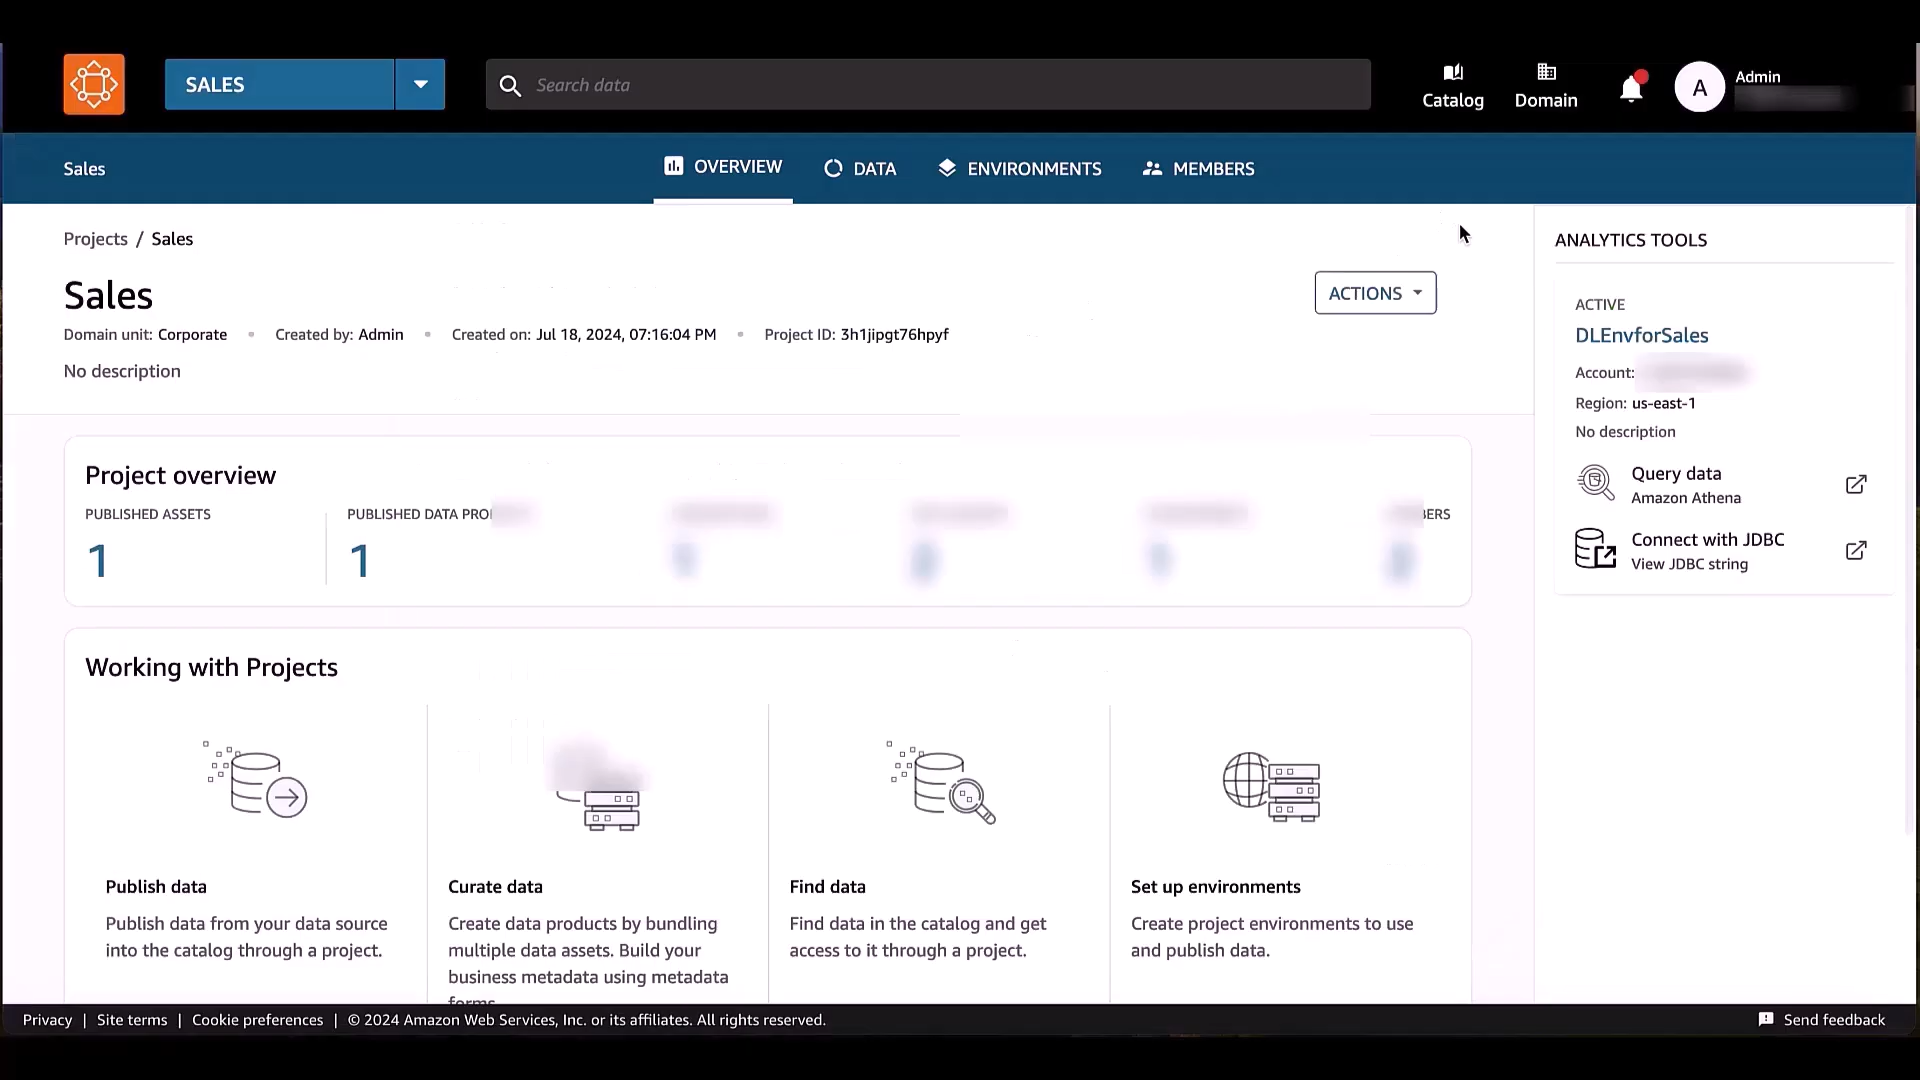 SALES
Search data
Catalog
Domain
A
Admin
Sales
OVERVIEW
DATA
ENVIRONMENTS
MEMBERS
Projects / Sales
Sales
ACTIONS
Domain unit: Corporate • Created by: Admin • Created on: Jul 18, 2024, 07:16:04 PM • Project ID: 3h1jipgt76hpyf
No description
Project overview
PUBLISHED ASSETS
1
PUBLISHED DATA
1
Working with Projects
Publish data
Publish data from your data source
into the catalog through a project.
Curate data
Create data products by bundling
multiple data assets. Build your
business metadata using metadata
forms
Find data
Find data in the catalog and get
access to it through a project.
Set up environments
Create project environments to use
and publish data.
ANALYTICS TOOLS
ACTIVE
DLEnvforSales
Account:
Region: us-east-1
No description
Query data
Amazon Athena
Connect with JDBC
View JDBC string
Privacy | Site terms | Cookie preferences | © 2024 Amazon Web Services, Inc. or its affiliates. All rights reserved.
Send feedback